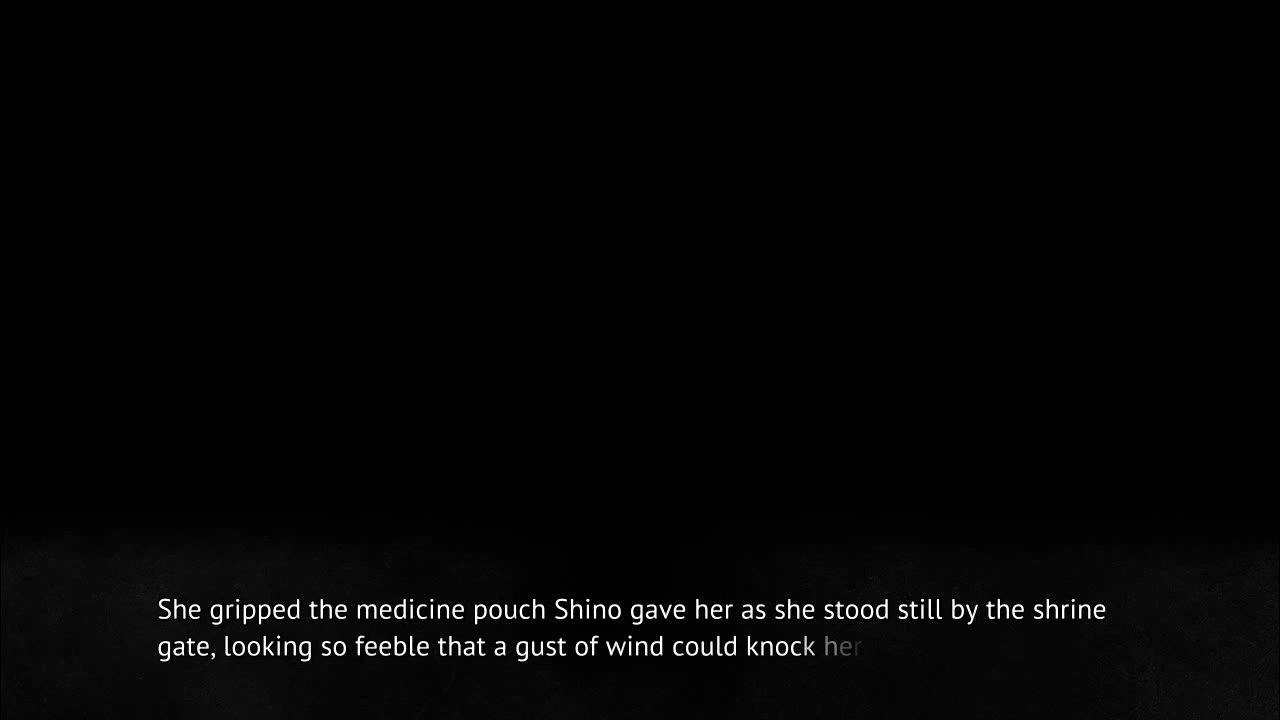 She gripped the medicine pouch Shino gave her as she stood still by the shrine
gate, looking so feeble that a gust of wind could knock her